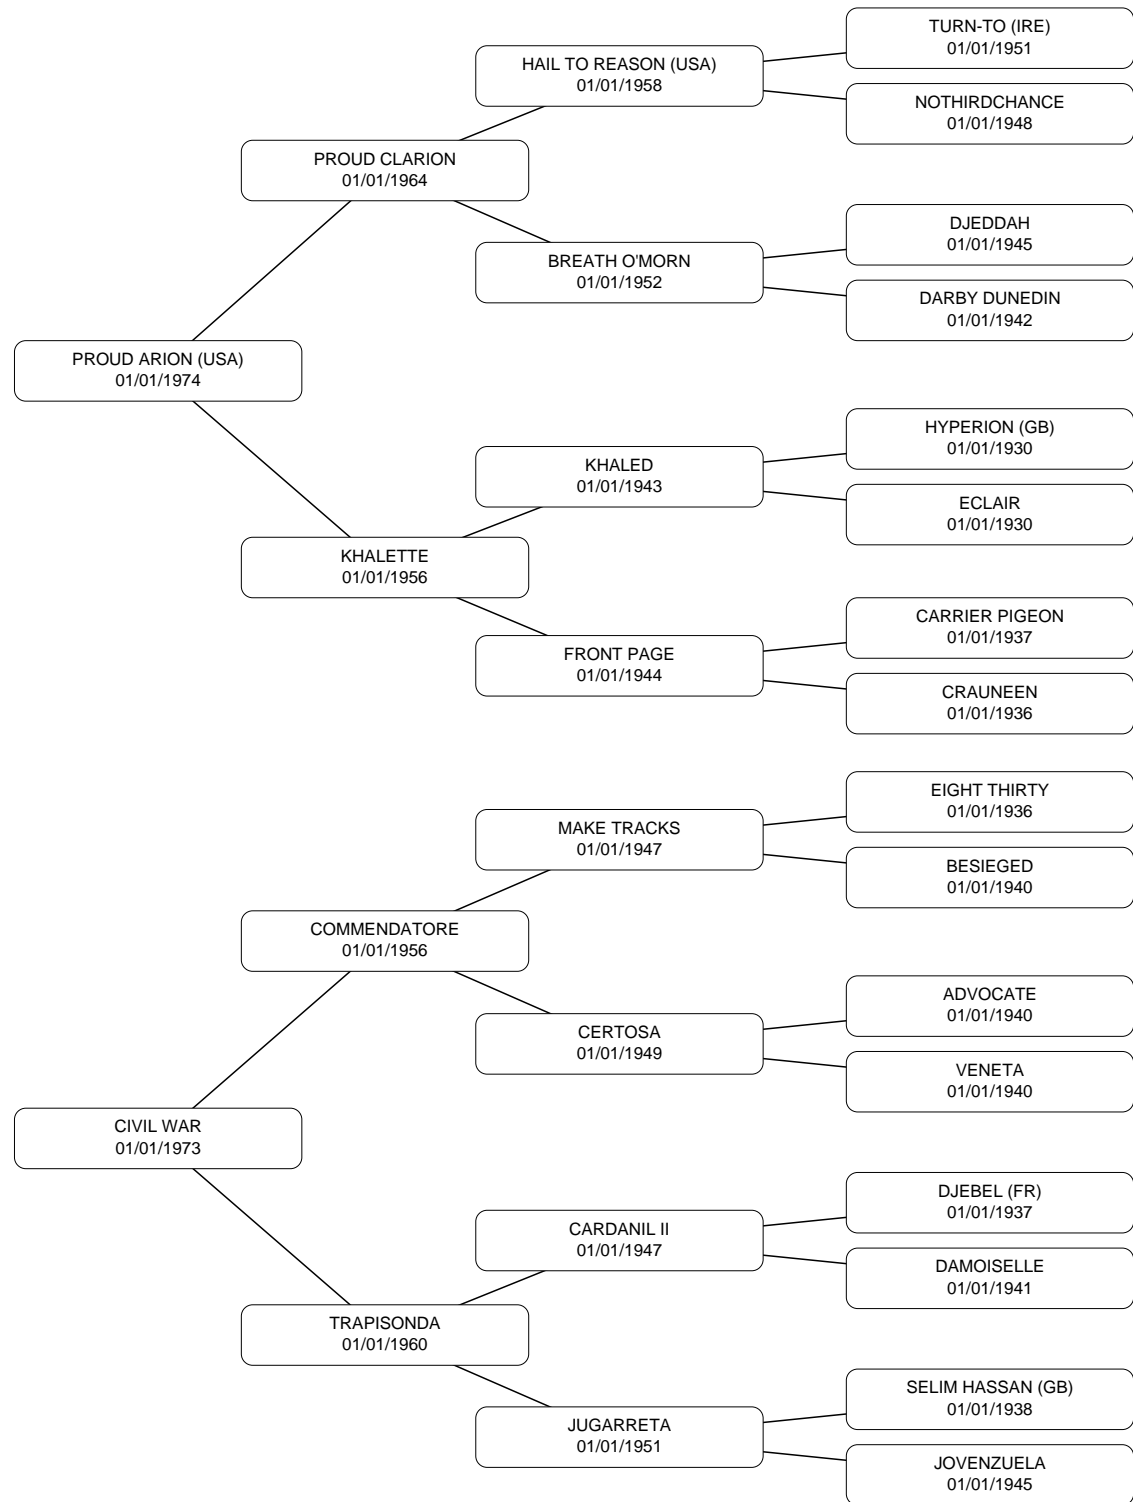 TURN-TO (IRE)
01/01/1951
HAIL TO REASON (USA)
01/01/1958
NOTHIRDCHANCE
01/01/1948
PROUD CLARION
01/01/1964
DJEDDAH
01/01/1945
BREATH O'MORN
01/01/1952
DARBY DUNEDIN
01/01/1942
PROUD ARION (USA)
01/01/1974
HYPERION (GB)
01/01/1930
KHALED
01/01/1943
ECLAIR
01/01/1930
KHALETTE
01/01/1956
CARRIER PIGEON
01/01/1937
FRONT PAGE
01/01/1944
CRAUNEEN
01/01/1936
EIGHT THIRTY
01/01/1936
MAKE TRACKS
01/01/1947
BESIEGED
01/01/1940
COMMENDATORE
01/01/1956
ADVOCATE
01/01/1940
CERTOSA
01/01/1949
VENETA
01/01/1940
CIVIL WAR
01/01/1973
DJEBEL (FR)
01/01/1937
CARDANIL II
01/01/1947
DAMOISELLE
01/01/1941
TRAPISONDA
01/01/1960
SELIM HASSAN (GB)
01/01/1938
JUGARRETA
01/01/1951
JOVENZUELA
01/01/1945